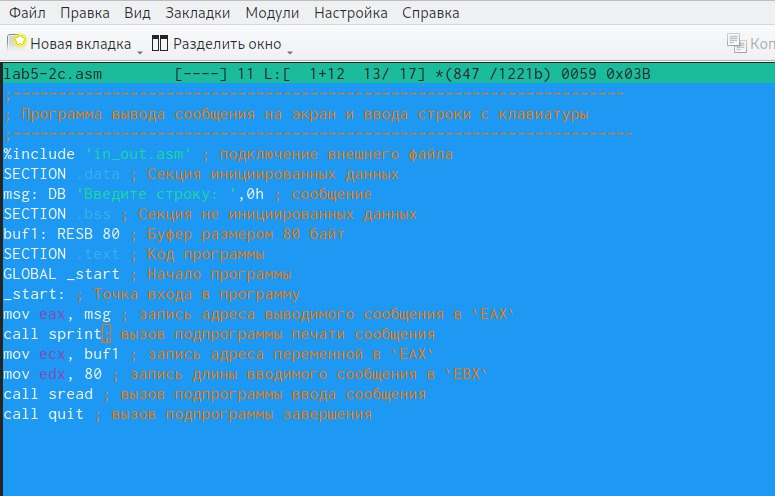 Файл Правка Вид Закладки Модули Настройка Справка
Новая вкладка Разделить окно
lab5-2c.asm [----] 11 L:[ 1+12 13/ 17] *(847 /1221b) 0059 0x03B
;--------------------------------------------------------------------
; Программа вывода сообщения на экран и ввода строки с клавиатуры
;---------------------------------------------------------------------
%include 'in_out.asm' ; подключение внешнего файла
SECTION .data ; Секция инициированных данных
msg: DB 'Введите строку: ',0h ; сообщение
SECTION .bss ; Секция не инициированных данных
buf1: RESB 80 ; Буфер размером 80 байт
SECTION .text ; Код программы
GLOBAL _start ; Начало программы
_start: ; Точка входа в программу
mov eax, msg ; запись адреса выводимого сообщения в `EAX`
call sprint; вызов подпрограммы печати сообщения
mov ecx, buf1 ; запись адреса переменной в `EAX`
mov edx, 80 ; запись длины вводимого сообщения в `EBX`
call sread ; вызов подпрограммы ввода сообщения
call quit ; вызов подпрограммы завершения